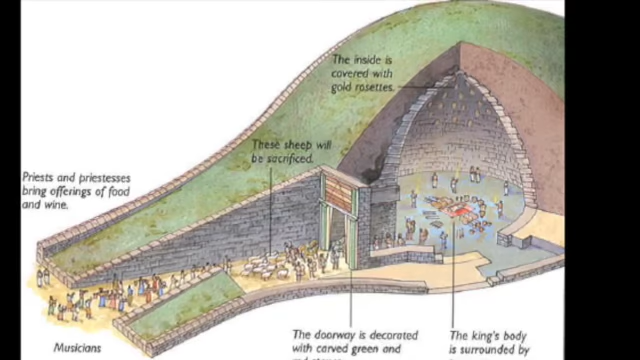 The inside is
covered with
gold rosettes.
These sheep will
be sacrificed.
Priests and priestesses
bring offerings of food
and wine.
Musicians
The doorway is decorated
with carved green and
The king's body
is surrounded by